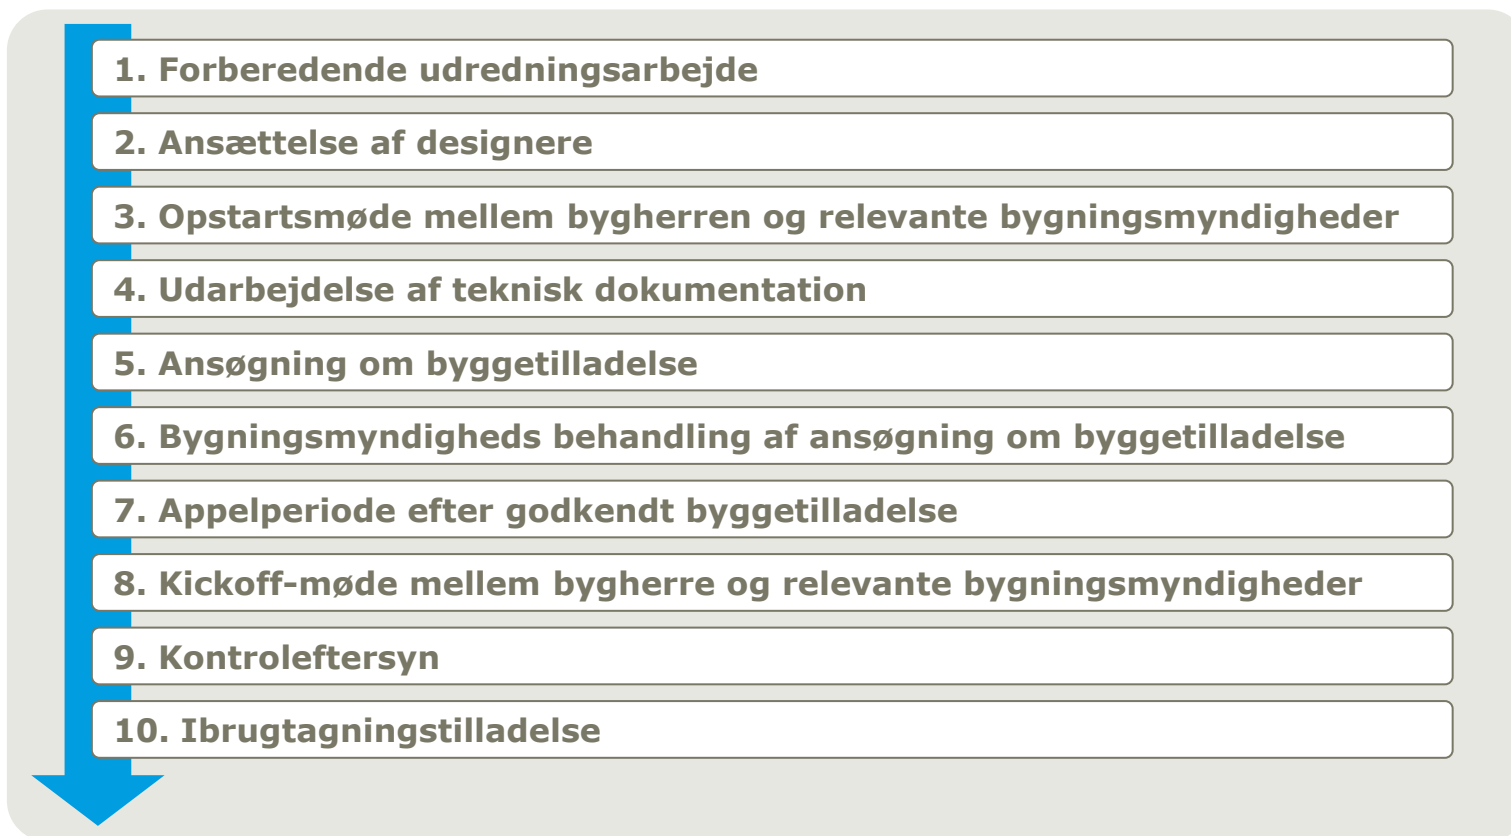 1. Forberedende udredningsarbejde
2. Ansættelse af designere
3. Opstartsmøde mellem bygherren og relevante bygningsmyndigheder
4. Udarbejdelse af teknisk dokumentation
5. Ansøgning om byggetilladelse
6. Bygningsmyndigheds behandling af ansøgning om byggetilladelse
7. Appelperiode efter godkendt byggetilladelse
8. Kickoff-møde mellem bygherre og relevante bygningsmyndigheder
9. Kontroleftersyn
10. Ibrugtagningstilladelse